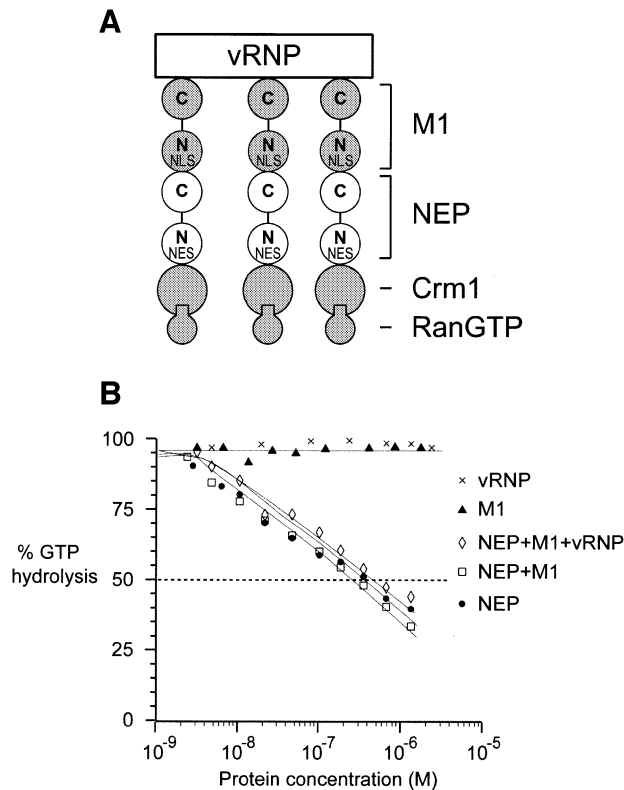 A
vRNP
C C C
M1
N N N
NLS NLS NLS
C C C
NEP
N N N
NES NES NES
Crm1
RanGTP
B
100
75
50
25
0
% GTP
hydrolysis
× vRNP
▲ M1
◊ NEP+M1+vRNP
□ NEP+M1
● NEP
10-9 10-8 10-7 10-6 10-5
Protein concentration (M)